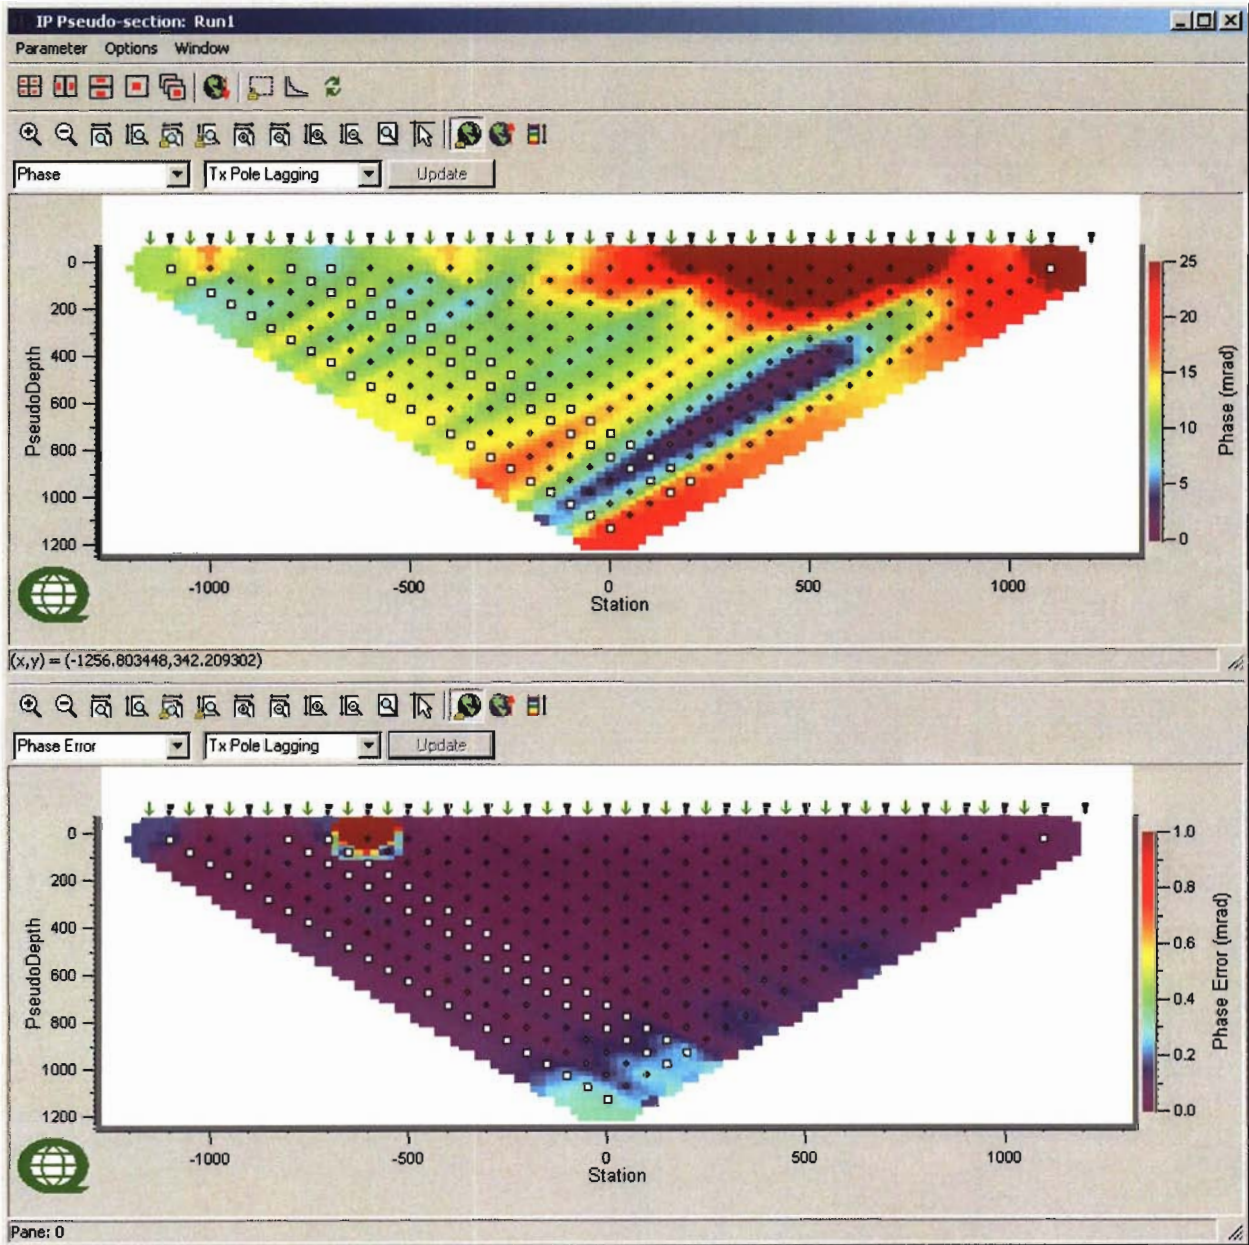 IP Pseudo-section: Run1
Parameter Options Window
Phase Tx Pole Lagging Update
0
200
400
600
800
1000
1200
PseudoDepth
-1000 -500 0 500 1000
Station
25
20
15
10
5
0
Phase (mrad)
(x,y) = (-1256.803448,342.209302)
Phase Error Tx Pole Lagging Update
0
200
400
600
800
1000
1200
PseudoDepth
-1000 -500 0 500 1000
Station
1.0
0.8
0.6
0.4
0.2
0.0
Phase Error (mrad)
Pane: 0